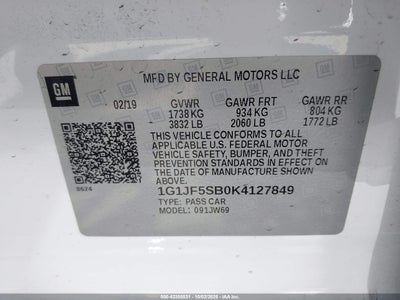 GM
MFD BY GENERAL MOTORS LLC
02/19 GVWR GAWR FRT GAWR RR
1738 KG 934 KG 804 KG
3832 LB 2060 LB 1772 LB
THIS VEHICLE CONFORMS TO ALL
APPLICABLE U.S. FEDERAL MOTOR
VEHICLE SAFETY, BUMPER, AND THEFT
PREVENTION STANDARDS IN EFFECT ON
THE DATE OF MANUFACTURE SHOWN
ABOVE.
1G1JF5SB0K4127849
TYPE: PASS CAR
MODEL: 091JW69